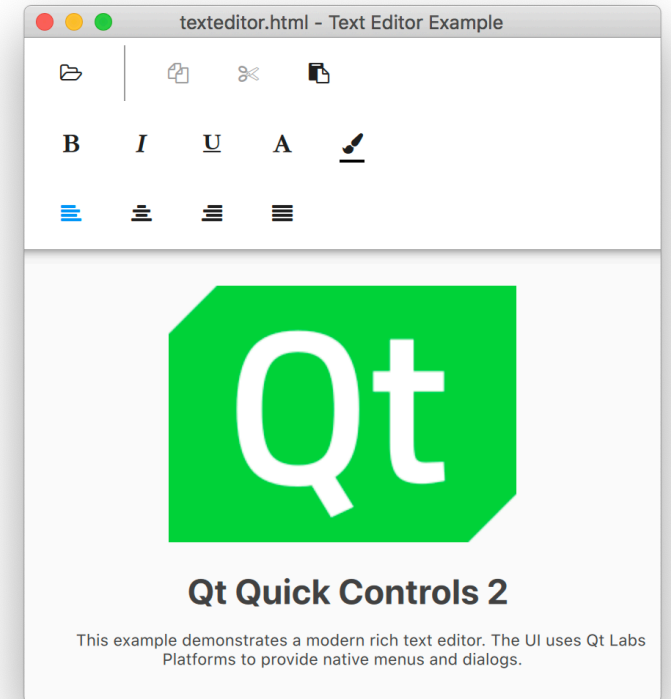 texteditor.html - Text Editor Example
B I U A
Qt
Qt Quick Controls 2
This example demonstrates a modern rich text editor. The UI uses Qt Labs
Platforms to provide native menus and dialogs.